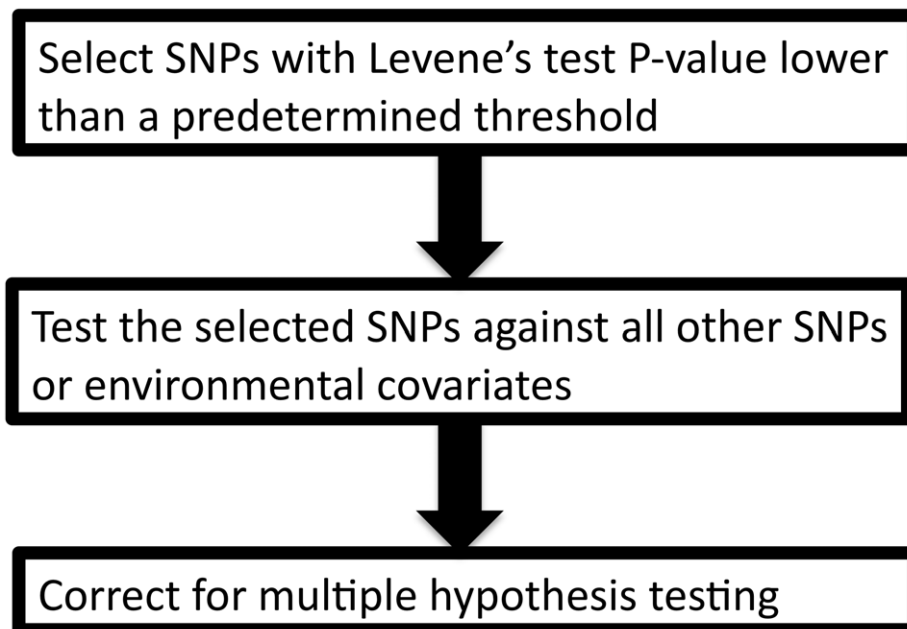 Select SNPs with Levene’s test P-value lower
than a predetermined threshold
Test the selected SNPs against all other SNPs
or environmental covariates
Correct for multiple hypothesis testing